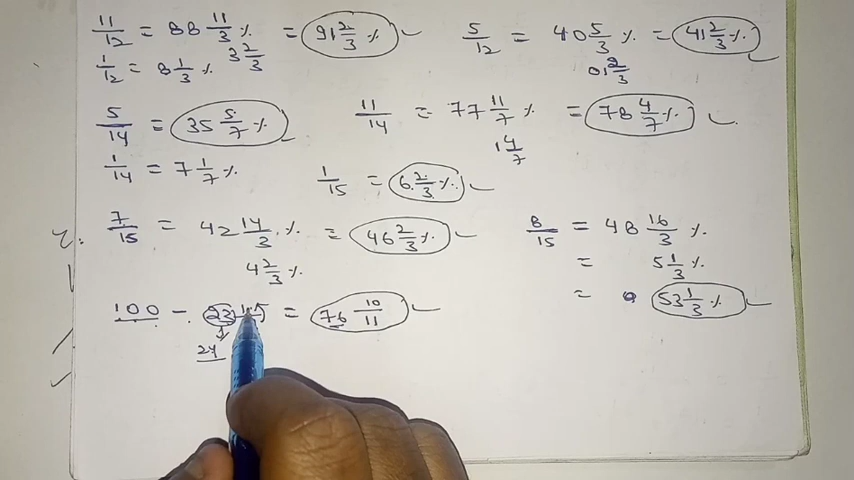 11/12 = 88 11/3 % = 91 2/3 %
3 2/3
1/12 = 8 1/3 %
5/12 = 40 5/3 % = 41 2/3 %
01 2/3
5/14 = 35 5/7 %
1/14 = 7 1/7 %
11/14 = 77 11/7 % = 78 4/7 %
1 4/7
1/15 = 6 2/3 %
7/15 = 42 14/3 % = 46 2/3 %
4 2/3 %
8/15 = 48 16/3 %
= 5 1/3 %
= 53 1/3 %
100 - 23 = 76 10/11
24